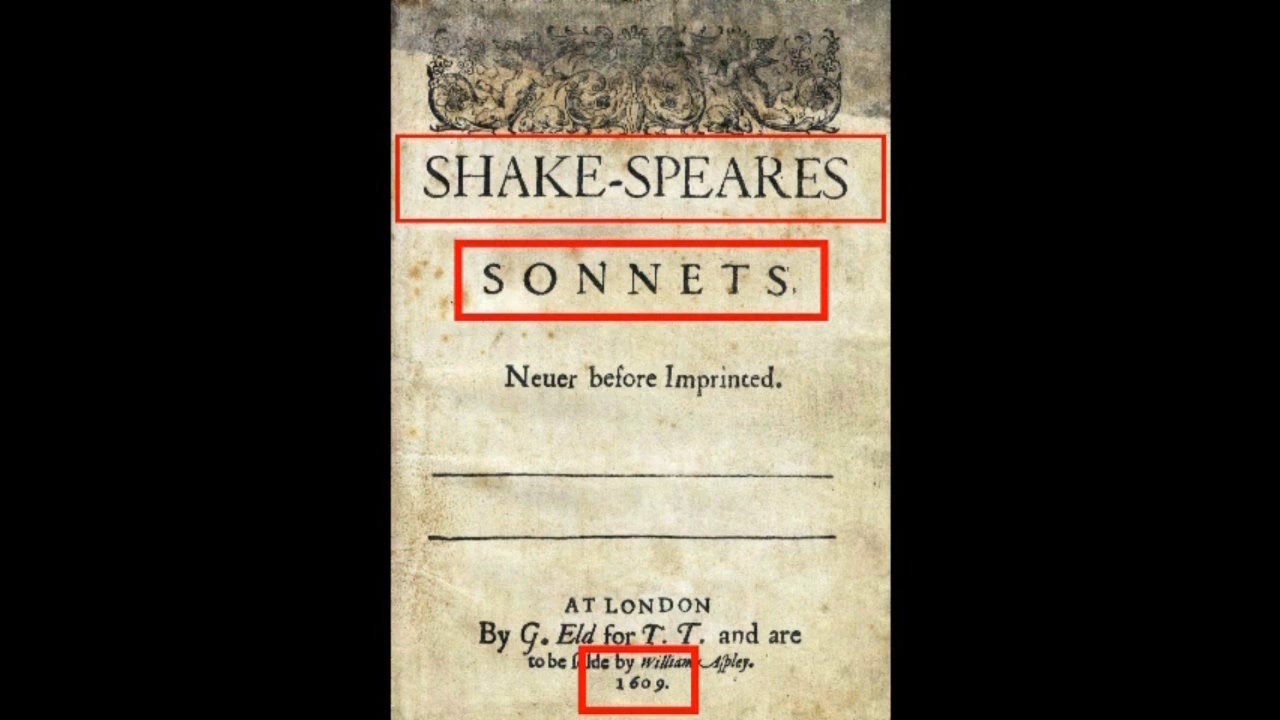 SHAKE-SPEARES
SONNETS.
Neuer before Imprinted.
AT LONDON
By G. Eld for T. T. and are
to be ſolde by William Aſpley.
1609.